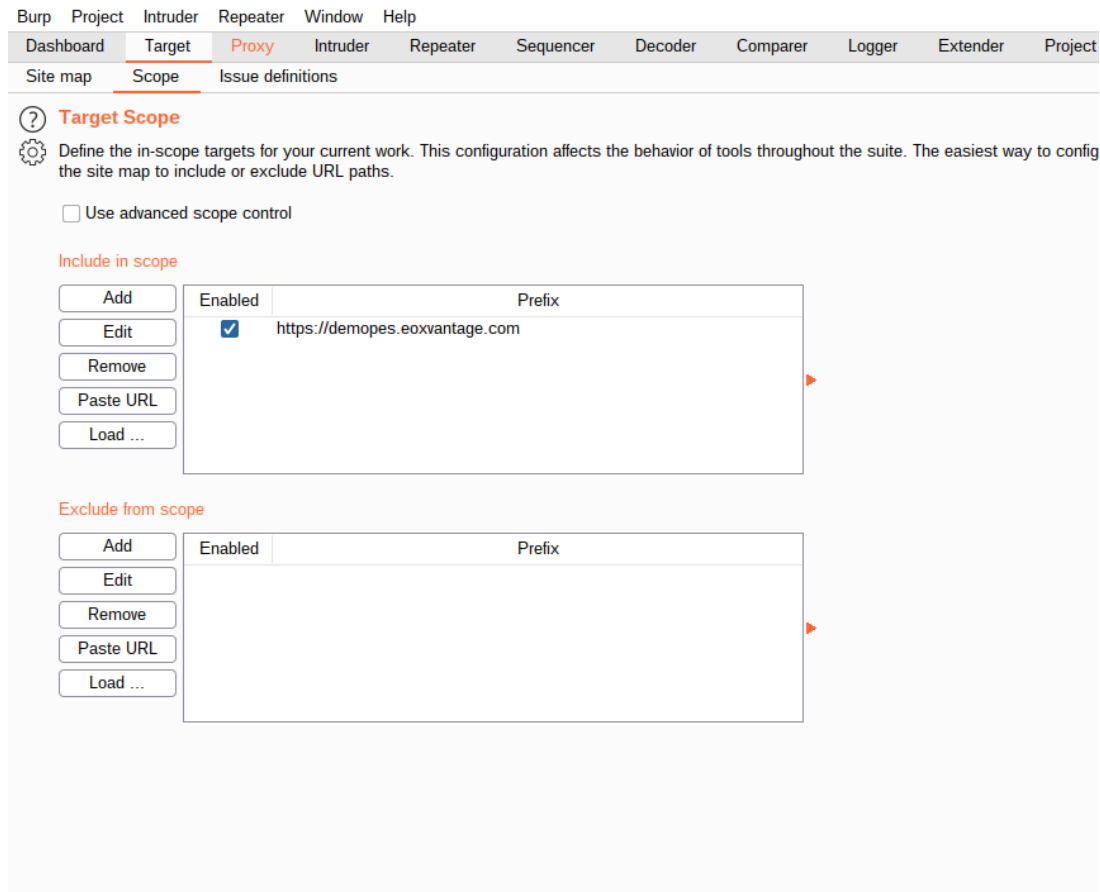 Burp Project Intruder Repeater Window Help
Dashboard Target Proxy Intruder Repeater Sequencer Decoder Comparer Logger Extender Project
Site map Scope Issue definitions
Target Scope
Define the in-scope targets for your current work. This configuration affects the behavior of tools throughout the suite. The easiest way to config
the site map to include or exclude URL paths.
Use advanced scope control
Include in scope
Add
Edit
Remove
Paste URL
Load ...
Enabled Prefix
https://demopes.eoxvantage.com
Exclude from scope
Add
Edit
Remove
Paste URL
Load ...
Enabled Prefix